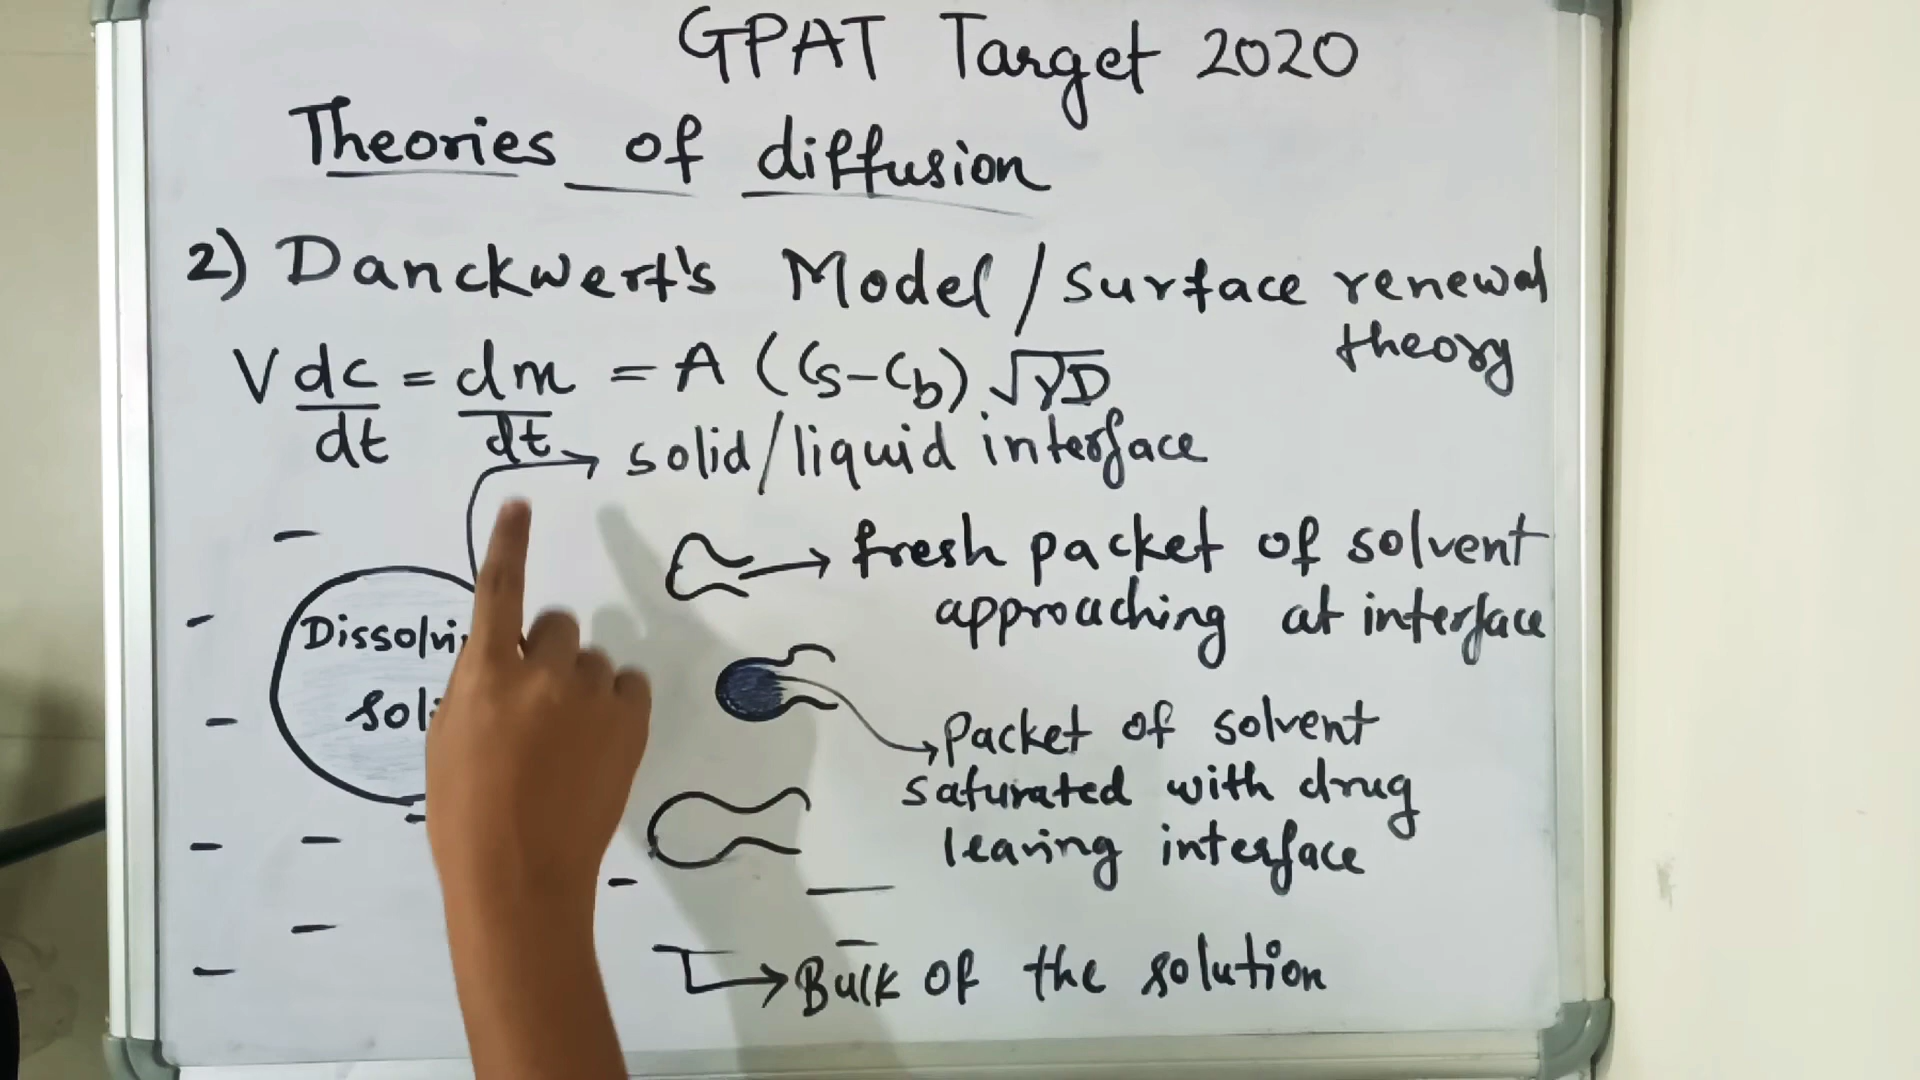 GPAT Target 2020
Theories of diffusion
2) Danckwert's Model / surface renewal
theory
V dc/dt = dm/dt = A (Cs-Cb) √γD
solid/liquid interface
fresh packet of solvent
approaching at interface
Packet of solvent
saturated with drug
leaving interface
Bulk of the solution